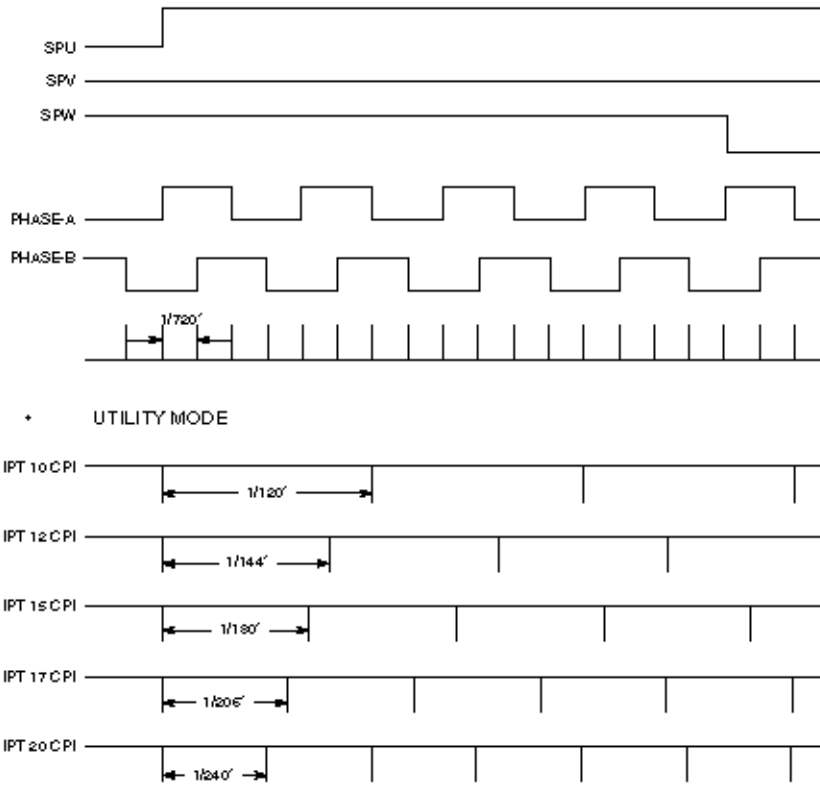 SPU
SPV
SPW
PHASE-A
PHASE-B
1/720″
• UTILITY MODE
IPT 10 CPI
1/120″
IPT 12 CPI
1/144″
IPT 15 CPI
1/180″
IPT 17 CPI
1/206″
IPT 20 CPI
1/240″